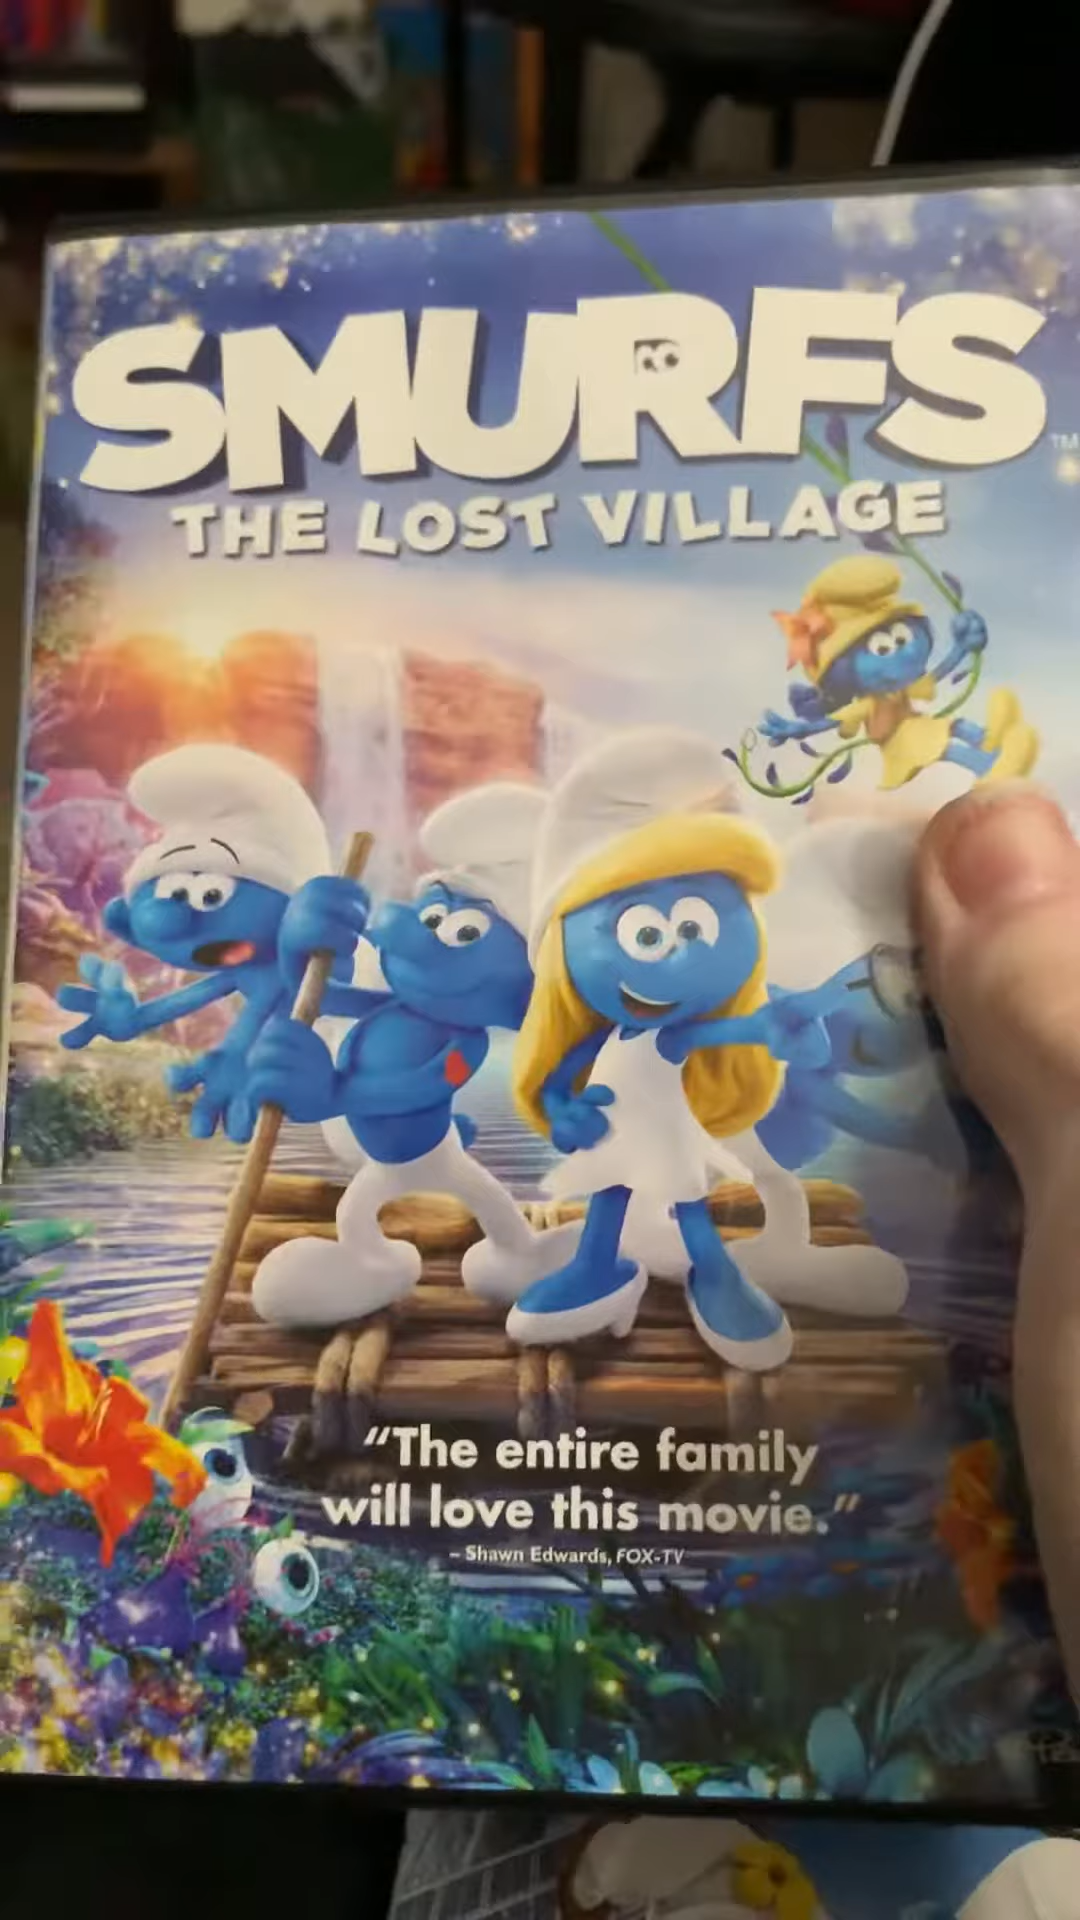 SMURFS
TM
THE LOST VILLAGE
“The entire family
will love this movie.”
– Shawn Edwards, FOX-TV